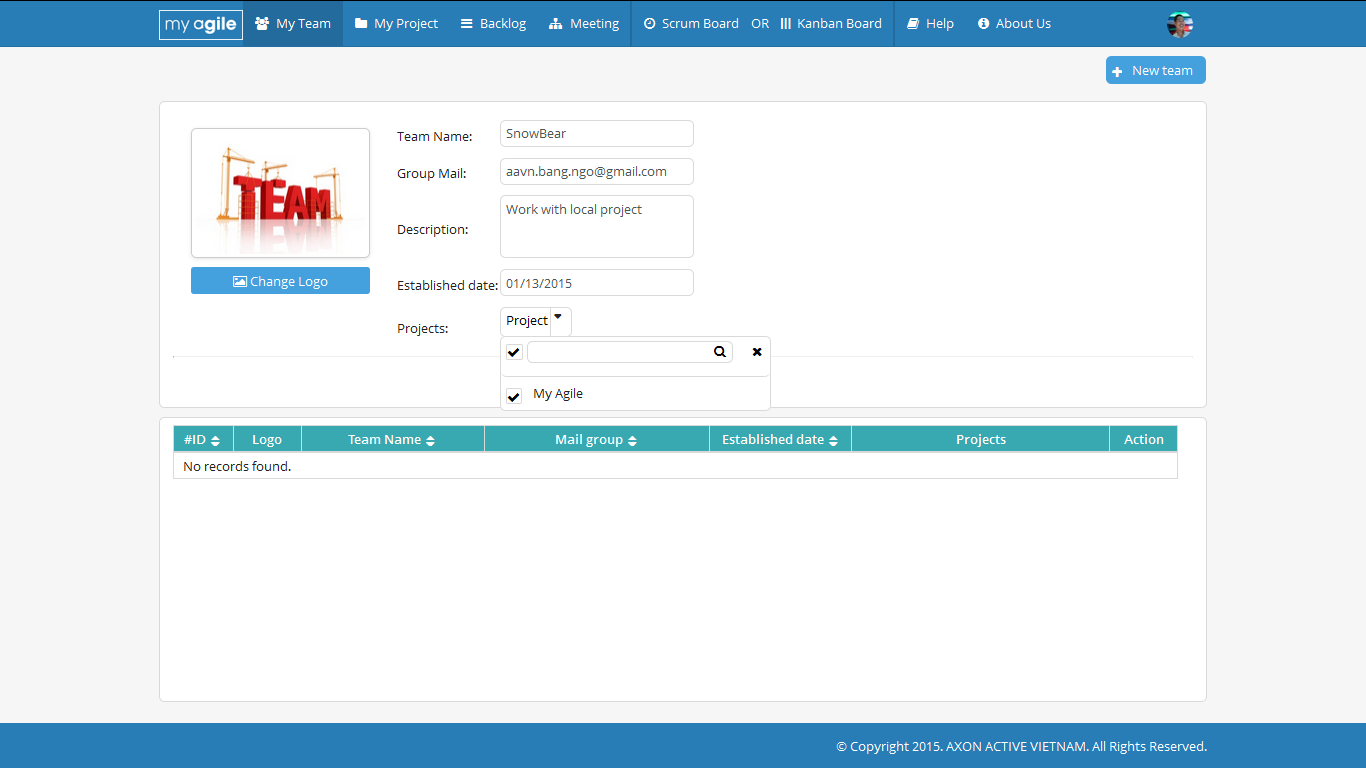 my agile My Team My Project Backlog Meeting Scrum Board OR Kanban Board Help About Us
New team
TEAM
Change Logo
Team Name: SnowBear
Group Mail: aavn.bang.ngo@gmail.com
Description: Work with local project
Established date: 01/13/2015
Projects: Project
My Agile
#ID Logo Team Name Mail group Established date Projects Action
No records found.
© Copyright 2015. AXON ACTIVE VIETNAM. All Rights Reserved.